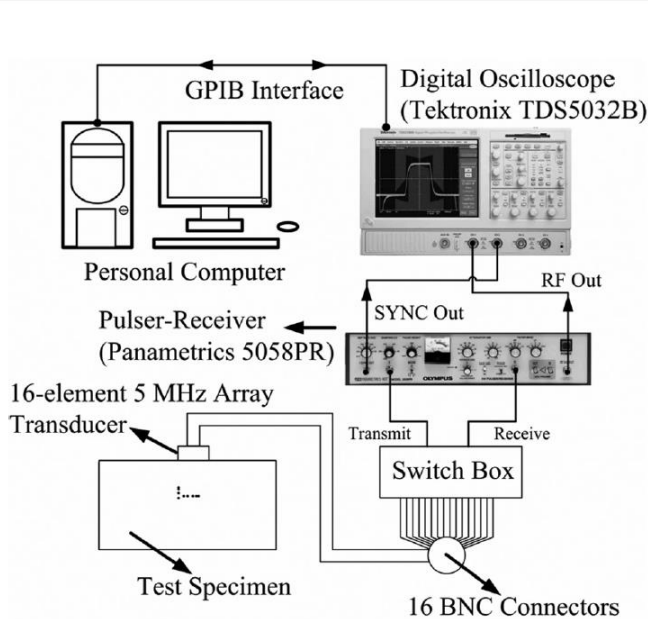 GPIB Interface
Digital Oscilloscope
(Tektronix TDS5032B)
Personal Computer
RF Out
SYNC Out
Pulser-Receiver
(Panametrics 5058PR)
OLYMPUS
16-element 5 MHz Array
Transducer
Transmit
Receive
Switch Box
Test Specimen
16 BNC Connectors